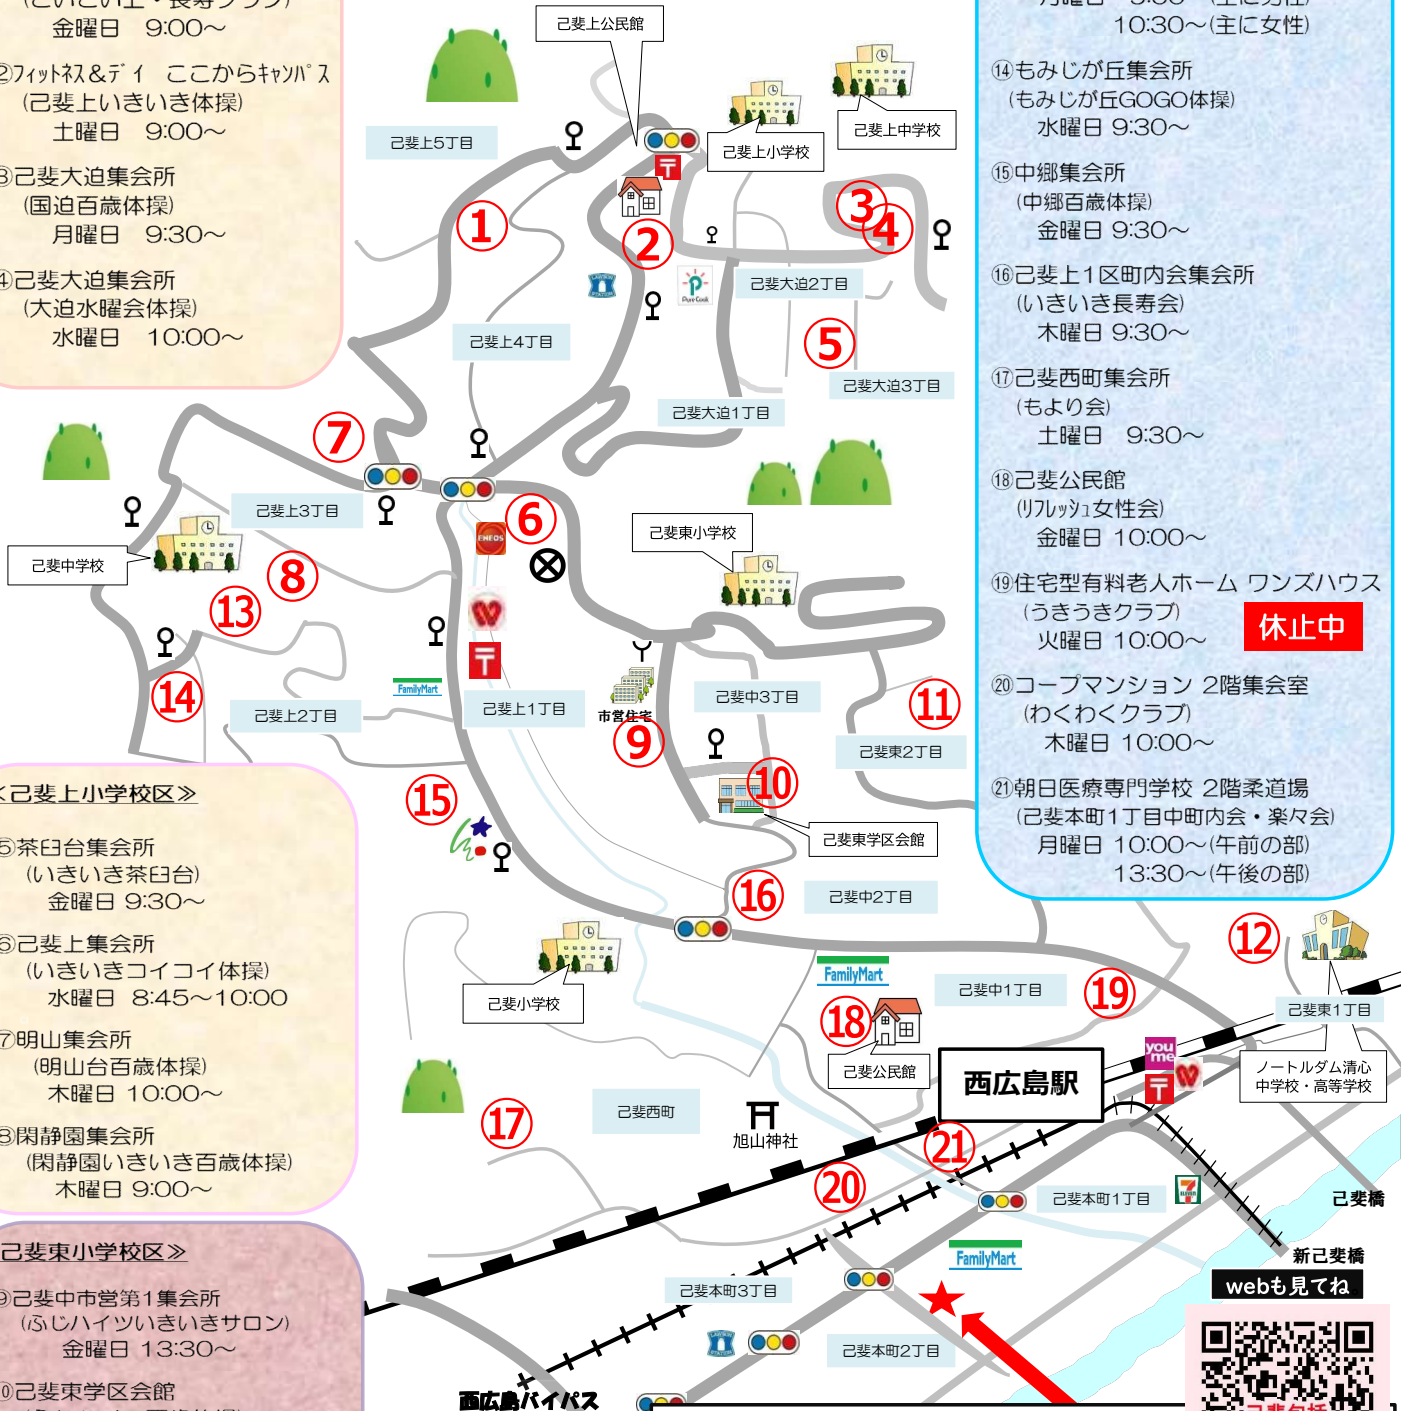 金曜日 9:00～
②フィットネス&デイ ここからキャンパス
(己斐上いきいき体操)
土曜日 9:00～
③己斐大迫集会所
(国迫百歳体操)
月曜日 9:30～
④己斐大迫集会所
(大迫水曜会体操)
水曜日 10:00～
≪己斐上小学校区≫
⑤茶臼台集会所
(いきいき茶臼台)
金曜日 9:30～
⑥己斐上集会所
(いきいきコイコイ体操)
水曜日 8:45～10:00
⑦明山集会所
(明山台百歳体操)
木曜日 10:00～
⑧閑静園集会所
(閑静園いきいき百歳体操)
木曜日 9:00～
己斐東小学校区≫
⑨己斐中市営第1集会所
(ふじハイツいきいきサロン)
金曜日 13:30～
⑩己斐東学区会館
己斐上公民館
己斐上5丁目
己斐上小学校
己斐上中学校
①
②
③
④
LAWSON STATION
Pure Cook
己斐大迫2丁目
己斐上4丁目
⑤
己斐大迫3丁目
己斐大迫1丁目
⑦
己斐上3丁目
⑥
ENEOS
己斐東小学校
己斐中学校
⑧
⑬
⑭
FamilyMart
己斐上2丁目
己斐上1丁目
市営住宅
⑨
己斐中3丁目
⑪
己斐東2丁目
⑩
己斐東学区会館
⑮
⑯
己斐中2丁目
己斐小学校
FamilyMart
己斐中1丁目
⑲
⑫
己斐東1丁目
ノートルダム清心
中学校・高等学校
⑱
己斐公民館
西広島駅
you me
⑰
己斐西町
旭山神社
㉑
⑳
己斐本町1丁目
7 ELEVEN
己斐橋
新己斐橋
FamilyMart
己斐本町3丁目
己斐本町2丁目
LAWSON STATION
西広島バイパス
webも見てね
己斐包括
10:30～(主に女性)
⑭もみじが丘集会所
(もみじが丘GOGO体操)
水曜日 9:30～
⑮中郷集会所
(中郷百歳体操)
金曜日 9:30～
⑯己斐上1区町内会集会所
(いきいき長寿会)
木曜日 9:30～
⑰己斐西町集会所
(もより会)
土曜日 9:30～
⑱己斐公民館
(リフレッシュ女性会)
金曜日 10:00～
⑲住宅型有料老人ホーム ワンズハウス
(うきうきクラブ)
火曜日 10:00～
休止中
⑳コープマンション 2階集会室
(わくわくクラブ)
木曜日 10:00～
㉑朝日医療専門学校 2階柔道場
(己斐本町1丁目中町内会・楽々会)
月曜日 10:00～(午前の部)
13:30～(午後の部)